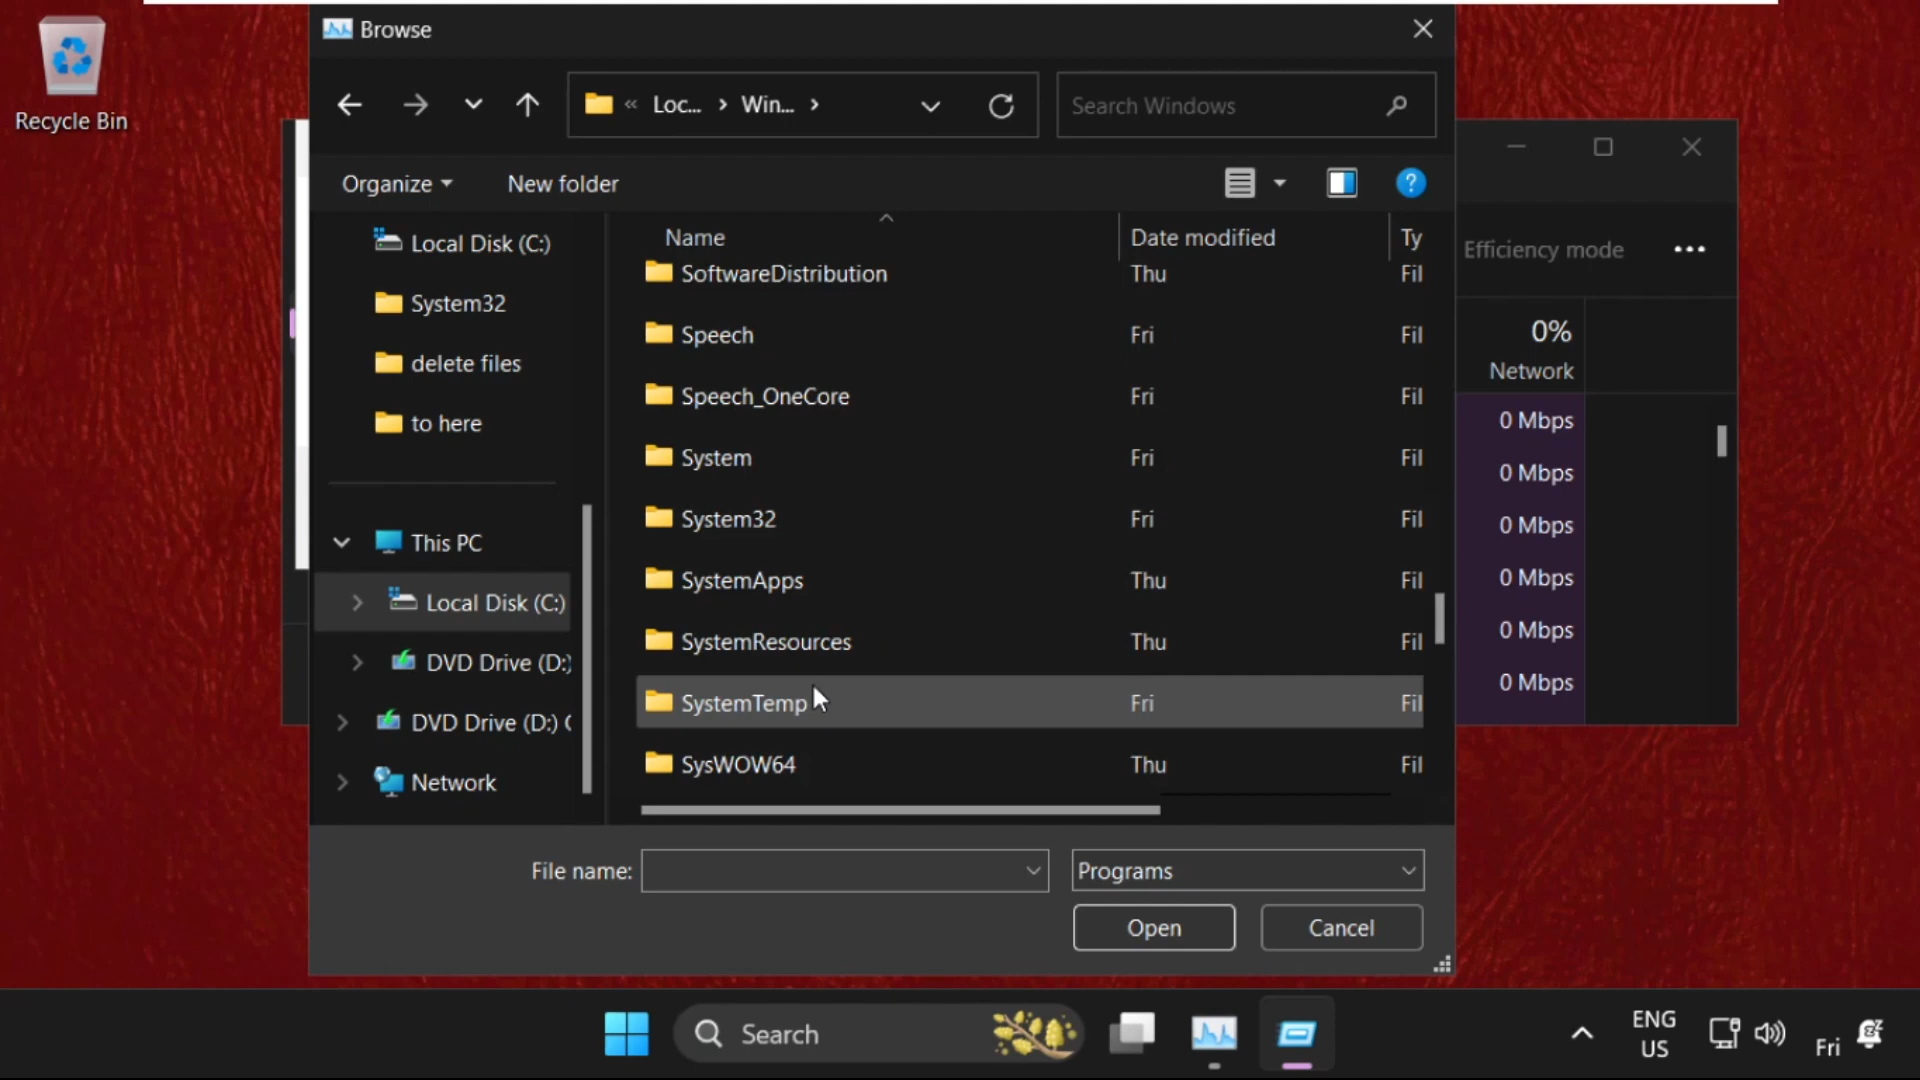 Recycle Bin
Browse
« Loc... > Win... >
Search Windows
Organize
New folder
?
Efficiency mode
Name
Date modified
Ty
Local Disk (C:)
System32
delete files
to here
This PC
Local Disk (C:)
DVD Drive (D:)
DVD Drive (D:) C
Network
SoftwareDistribution Thu Fil
Speech Fri Fil
Speech_OneCore Fri Fil
System Fri Fil
System32 Fri Fil
SystemApps Thu Fil
SystemResources Thu Fil
SystemTemp Fri Fil
SysWOW64 Thu Fil
0%
Network
0 Mbps
0 Mbps
0 Mbps
0 Mbps
0 Mbps
0 Mbps
File name:
Programs
Open
Cancel
Search
ENG
US
Fri